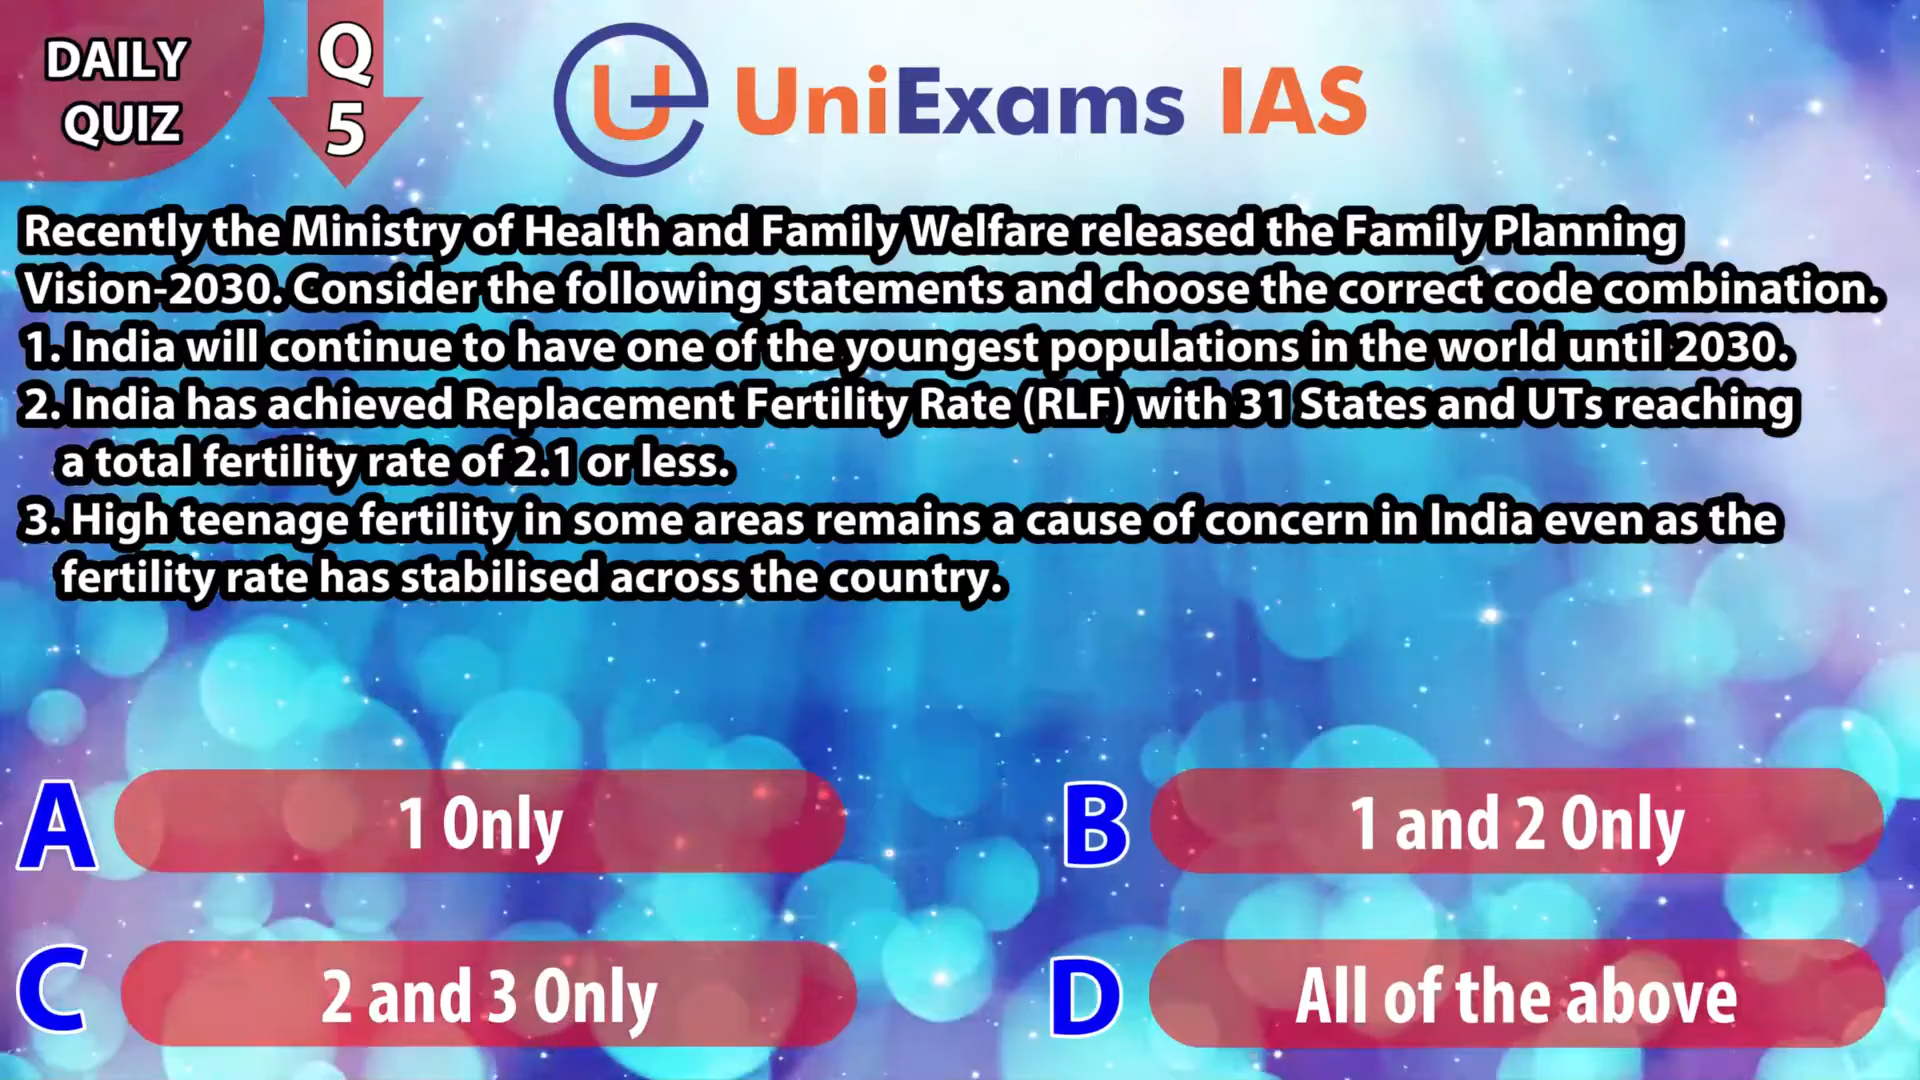 DAILY
QUIZ
Q
5
Ue UniExams IAS
Recently the Ministry of Health and Family Welfare released the Family Planning
Vision-2030. Consider the following statements and choose the correct code combination.
1. India will continue to have one of the youngest populations in the world until 2030.
2. India has achieved Replacement Fertility Rate (RLF) with 31 States and UTs reaching
a total fertility rate of 2.1 or less.
3. High teenage fertility in some areas remains a cause of concern in India even as the
fertility rate has stabilised across the country.
A 1 Only
B 1 and 2 Only
C 2 and 3 Only
D All of the above